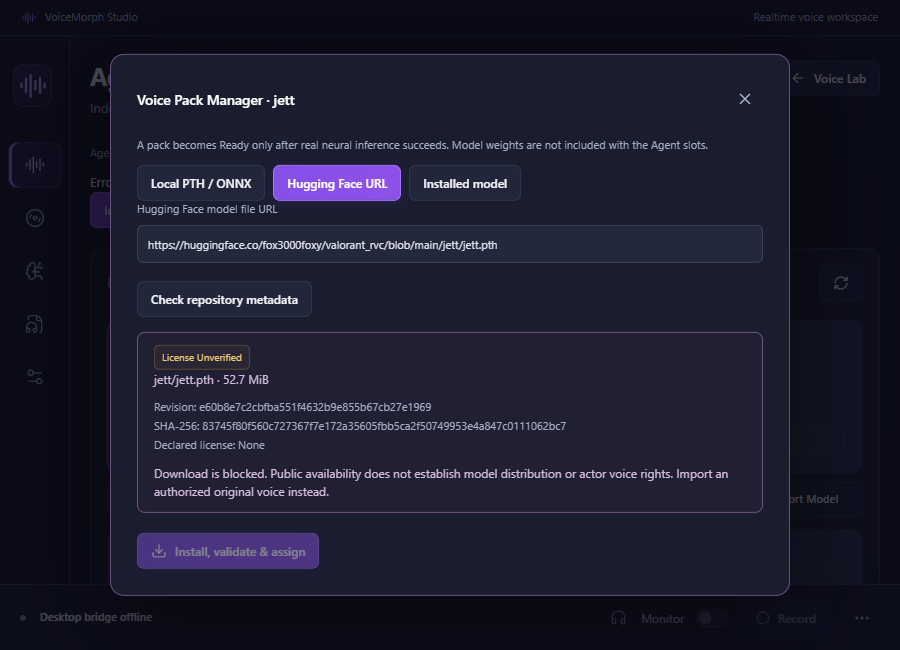 VoiceMorph Studio
Realtime voice workspace
Voice Lab
Voice Pack Manager · jett
A pack becomes Ready only after real neural inference succeeds. Model weights are not included with the Agent slots.
Local PTH / ONNX
Hugging Face URL
Installed model
Hugging Face model file URL
https://huggingface.co/fox3000foxy/valorant_rvc/blob/main/jett/jett.pth
Check repository metadata
License Unverified
jett/jett.pth · 52.7 MiB
Revision: e60b8e7c2cbfba551f4632b9e855b67cb27e1969
SHA-256: 83745f80f560c727367f7e172a35605fbb5ca2f50749953e4a847c0111062bc7
Declared license: None
Download is blocked. Public availability does not establish model distribution or actor voice rights. Import an
authorized original voice instead.
Model
Install, validate & assign
Desktop bridge offline
Monitor
Record